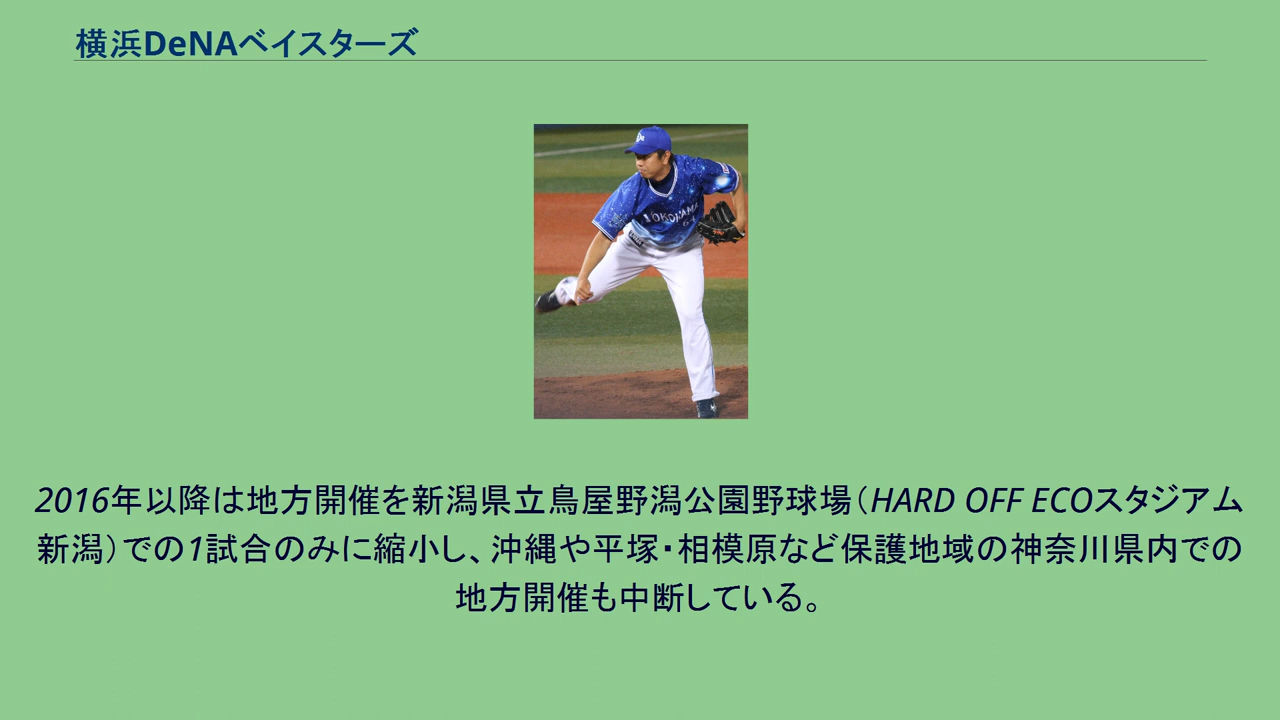 横浜DeNAベイスターズ
YOKOHAMA
2016年以降は地方開催を新潟県立鳥屋野潟公園野球場（HARD OFF ECOスタジアム
新潟）での1試合のみに縮小し、沖縄や平塚・相模原など保護地域の神奈川県内での
地方開催も中断している。